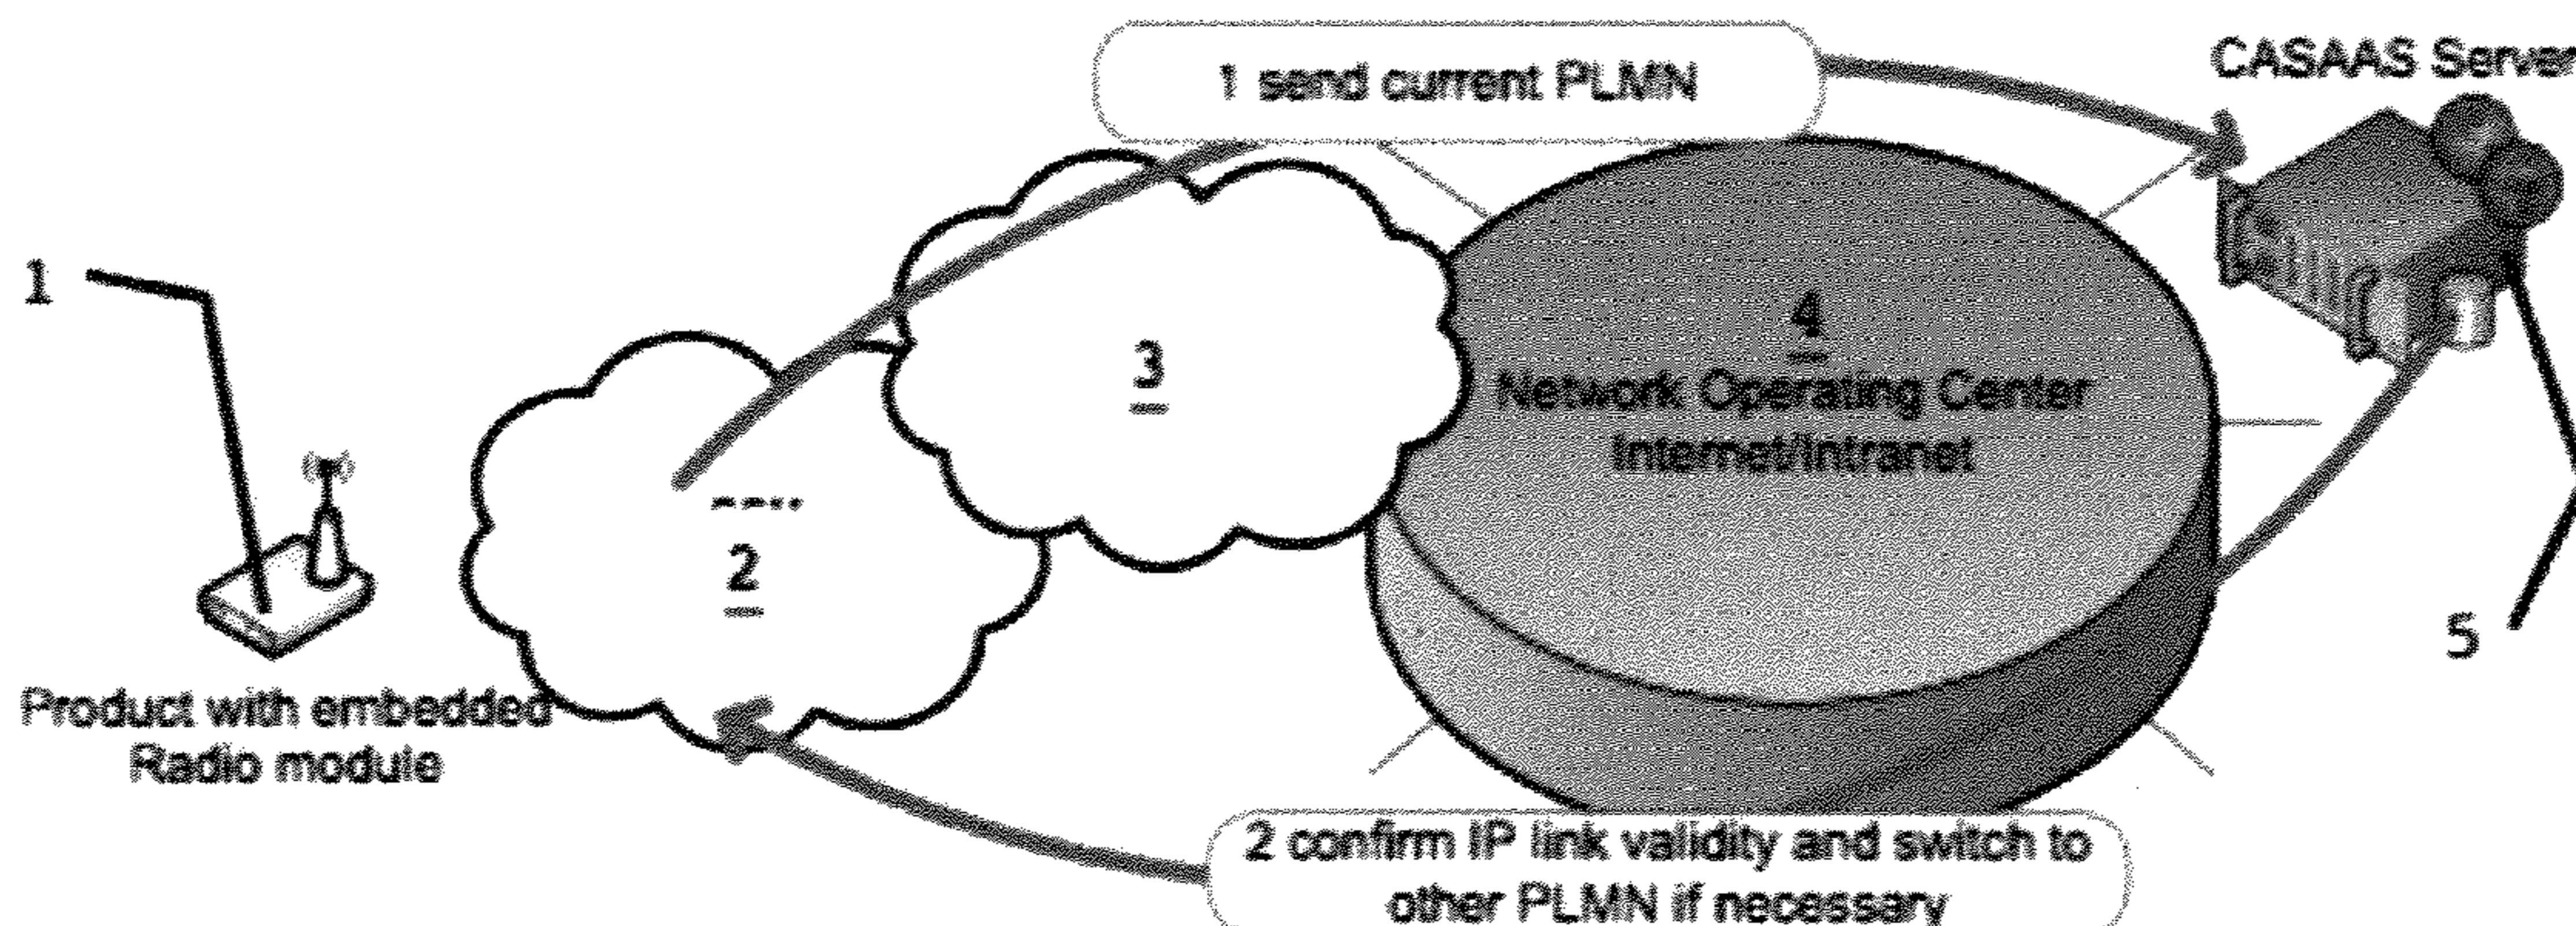 1 send current PLMN
CASAAS Server
1
3
4
Network Operating Center
Internet/Intranet
2
5
Product with embedded
Radio module
2 confirm IP link validity and switch to
other PLMN if necessary